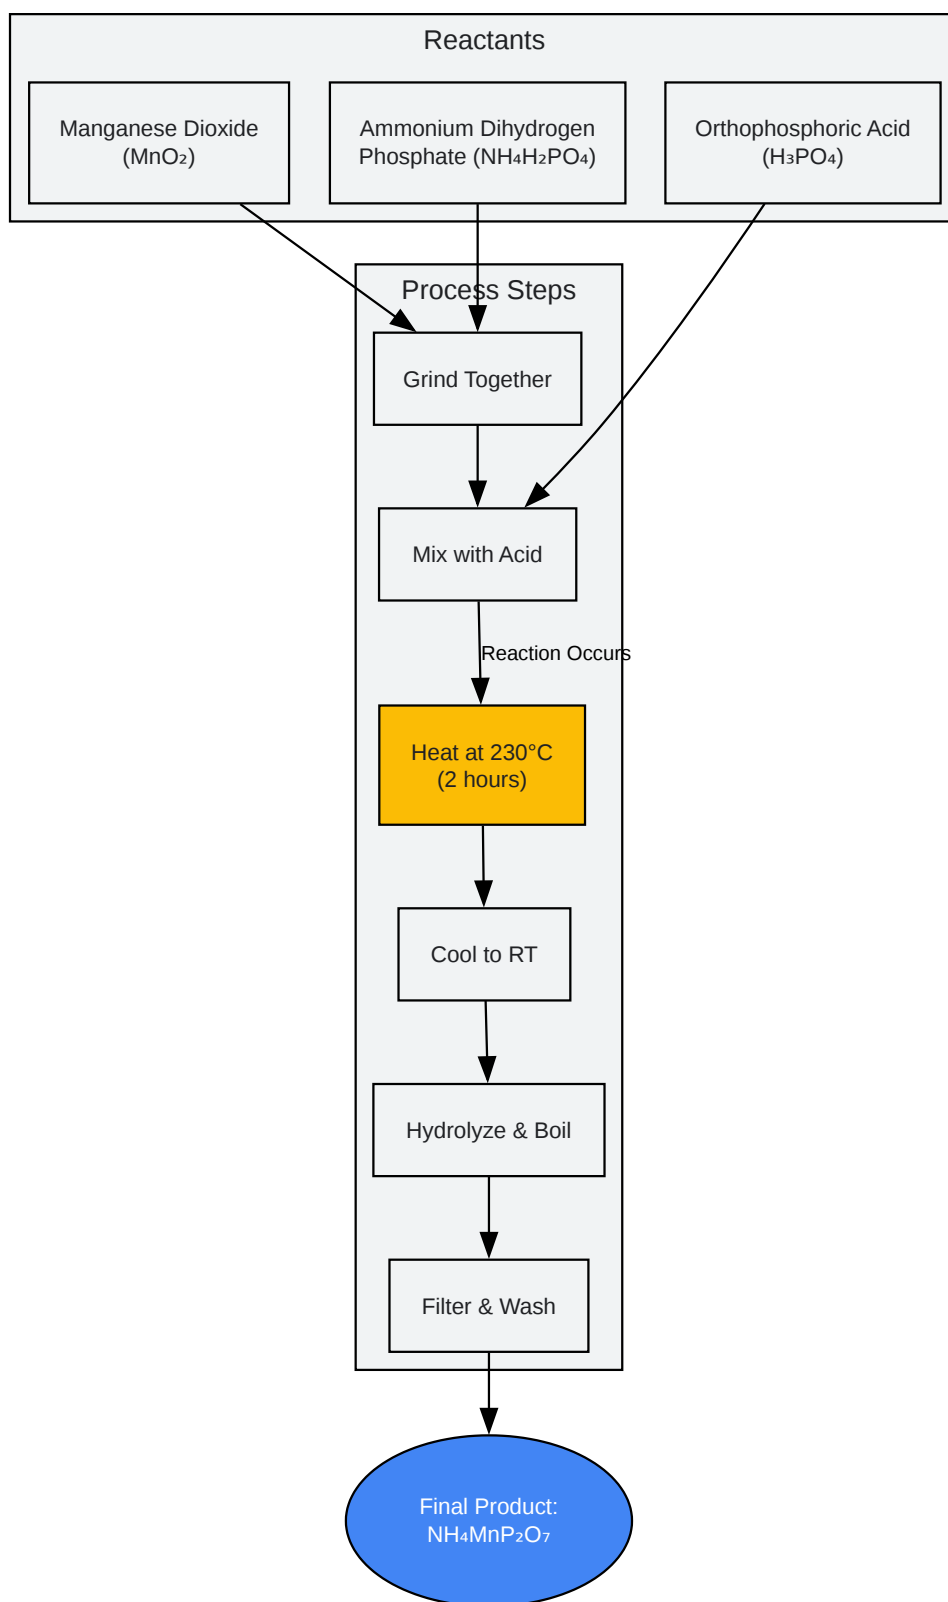 Reactants
Manganese Dioxide
(MnO₂)
Ammonium Dihydrogen
Phosphate (NH₄H₂PO₄)
Orthophosphoric Acid
(H₃PO₄)
Process Steps
Grind Together
Mix with Acid
Reaction Occurs
Heat at 230°C
(2 hours)
Cool to RT
Hydrolyze & Boil
Filter & Wash
Final Product:
NH₄MnP₂O₇